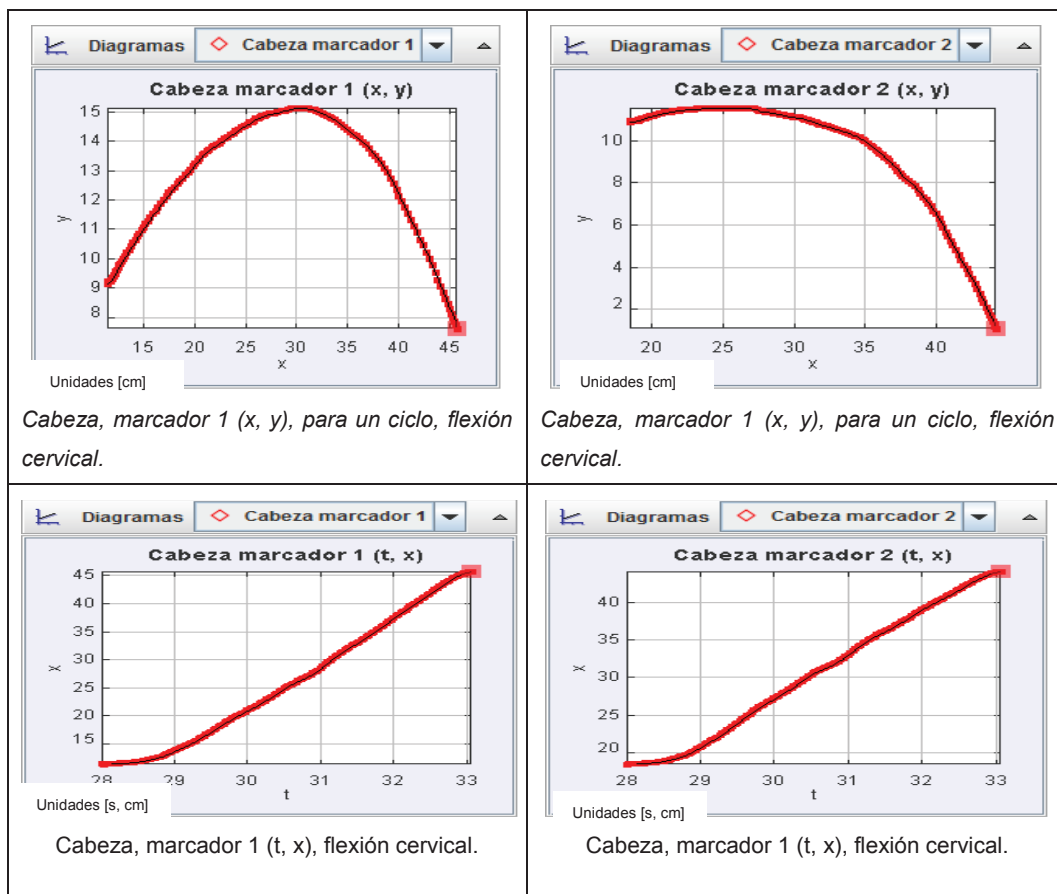 Diagramas Cabeza marcador 1
Cabeza marcador 1 (x, y)
15
14
13
12
11
10
9
8
y
15 20 25 30 35 40 45
x
Unidades [cm]
Cabeza, marcador 1 (x, y), para un ciclo, flexión
cervical.
Diagramas Cabeza marcador 2
Cabeza marcador 2 (x, y)
10
8
6
4
2
y
20 30 40
x
Unidades [cm]
Cabeza, marcador 1 (x, y), para un ciclo, flexión
cervical.
Diagramas Cabeza marcador 1
Cabeza marcador 1 (t, x)
45
40
35
30
25
20
15
x
28 29 30 31 32 33
t
Unidades [s, cm]
Cabeza, marcador 1 (t, x), flexión cervical.
Diagramas Cabeza marcador 2
Cabeza marcador 2 (t, x)
40
35
30
25
20
x
28 29 30 31 32 33
t
Unidades [s, cm]
Cabeza, marcador 1 (t, x), flexión cervical.